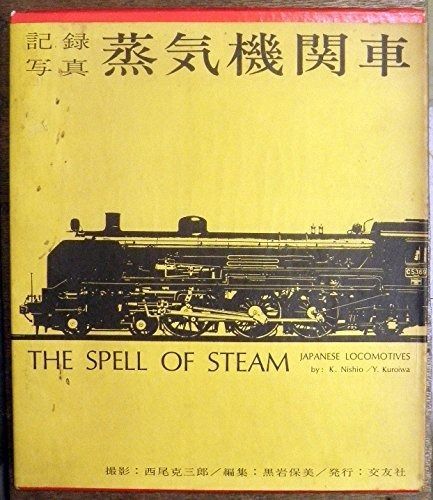 記録
写真
蒸気機関車
C5369
THE SPELL OF STEAM
JAPANESE LOCOMOTIVES
by: K. Nishio / Y. Kuroiwa
撮影：西尾克三郎／編集：黒岩保美／発行：交友社